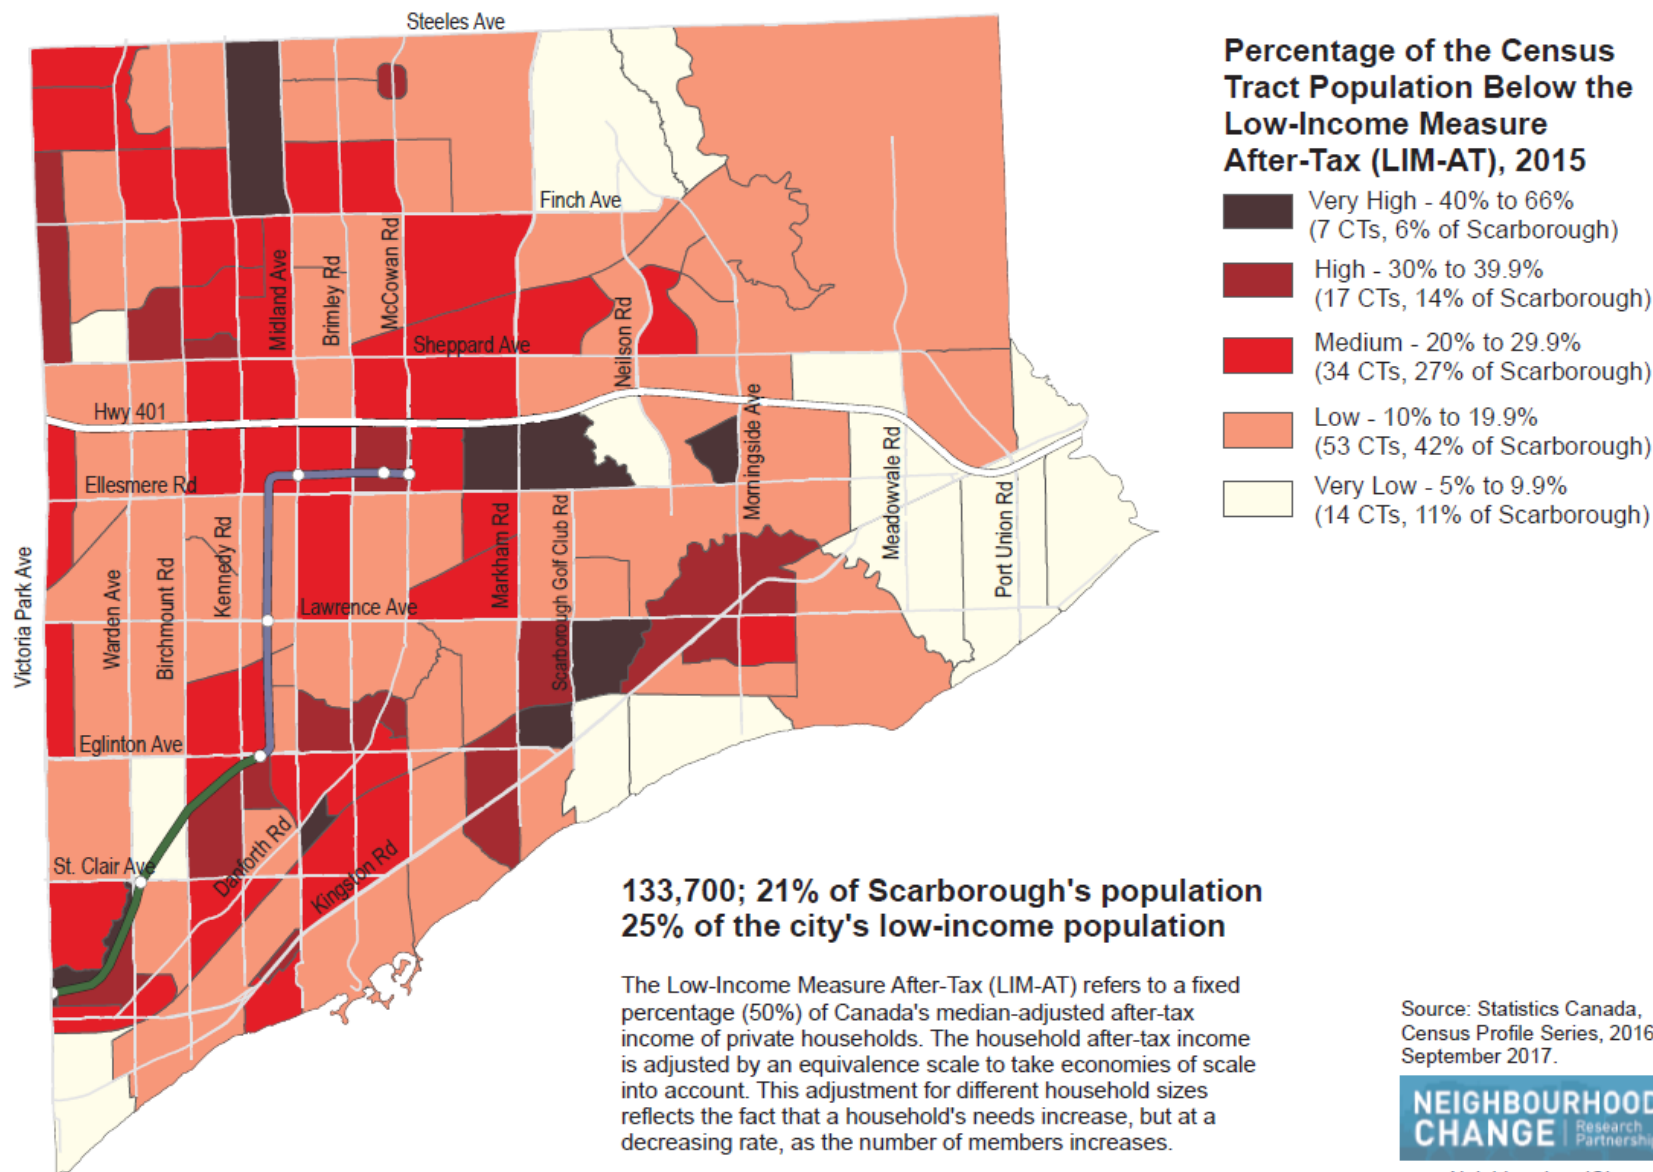 Steeles Ave
Finch Ave
Midland Ave
Brimley Rd
McCowan Rd
Sheppard Ave
Neilson Rd
Hwy 401
Morningside Ave
Ellesmere Rd
Meadowvale Rd
Port Union Rd
Victoria Park Ave
Warden Ave
Birchmount Rd
Kennedy Rd
Markham Rd
Scarborough Golf Club Rd
Lawrence Ave
Eglinton Ave
St. Clair Ave
Danforth Rd
Kingston Rd
Percentage of the Census
Tract Population Below the
Low-Income Measure
After-Tax (LIM-AT), 2015
Very High - 40% to 66%
(7 CTs, 6% of Scarborough)
High - 30% to 39.9%
(17 CTs, 14% of Scarborough)
Medium - 20% to 29.9%
(34 CTs, 27% of Scarborough)
Low - 10% to 19.9%
(53 CTs, 42% of Scarborough)
Very Low - 5% to 9.9%
(14 CTs, 11% of Scarborough)
133,700; 21% of Scarborough's population
25% of the city's low-income population
The Low-Income Measure After-Tax (LIM-AT) refers to a fixed
percentage (50%) of Canada's median-adjusted after-tax
income of private households. The household after-tax income
is adjusted by an equivalence scale to take economies of scale
into account. This adjustment for different household sizes
reflects the fact that a household's needs increase, but at a
decreasing rate, as the number of members increases.
Source: Statistics Canada,
Census Profile Series, 2016
September 2017.
NEIGHBOURHOOD
CHANGE Research
Partnership